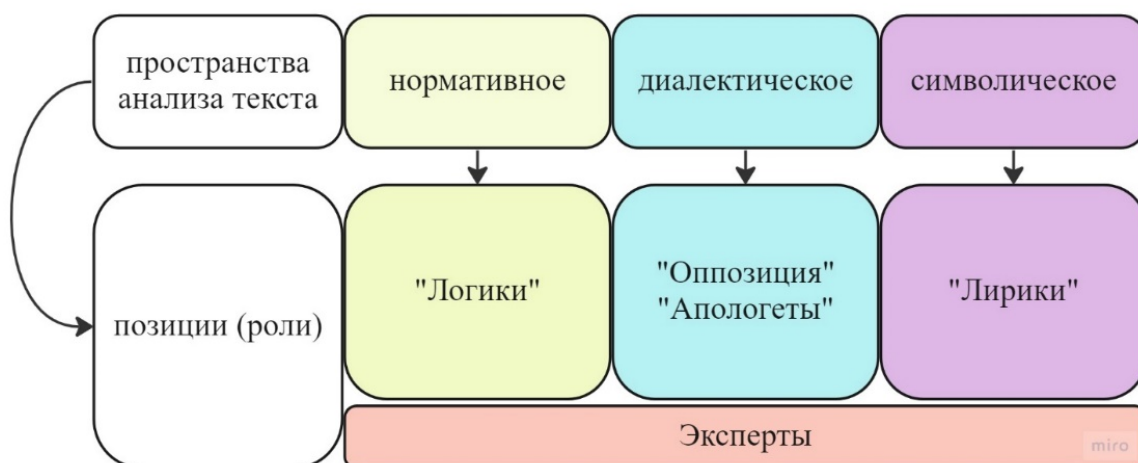 пространства
анализа текста
нормативное
диалектическое
символическое
позиции (роли)
"Логики"
"Оппозиция"
"Апологеты"
"Лирики"
Эксперты
miro